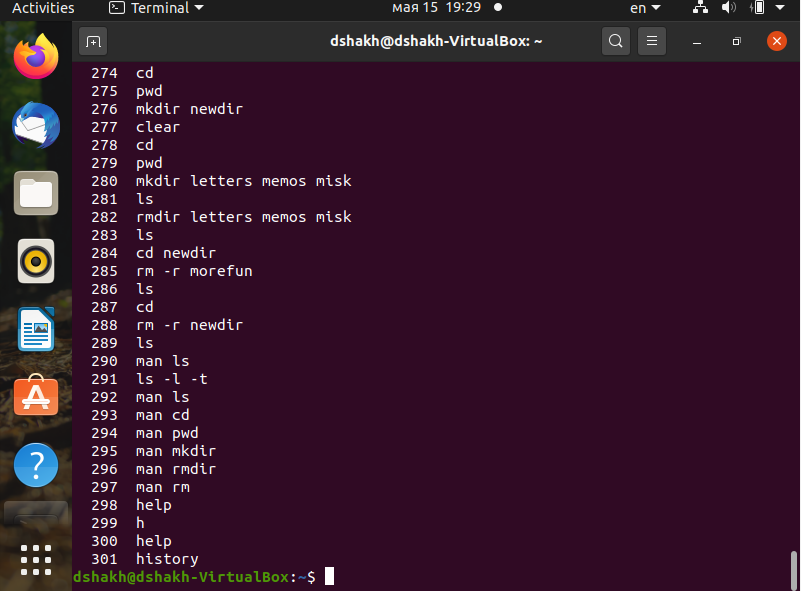 Activities Terminal мая 15 19:29 en
dshakh@dshakh-VirtualBox: ~
274 cd
275 pwd
276 mkdir newdir
277 clear
278 cd
279 pwd
280 mkdir letters memos misk
281 ls
282 rmdir letters memos misk
283 ls
284 cd newdir
285 rm -r morefun
286 ls
287 cd
288 rm -r newdir
289 ls
290 man ls
291 ls -l -t
292 man ls
293 man cd
294 man pwd
295 man mkdir
296 man rmdir
297 man rm
298 help
299 h
300 help
301 history
dshakh@dshakh-VirtualBox:~$